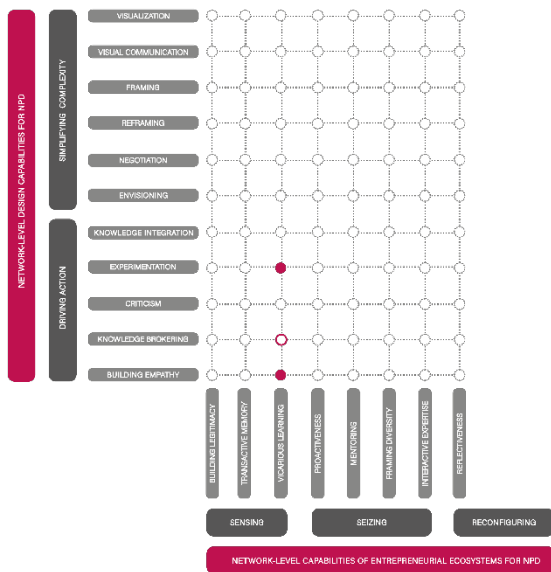 NETWORK-LEVEL DESIGN CAPABILITIES FOR NPD
SIMPLIFYING COMPLEXITY
VISUALIZATION
VISUAL COMMUNICATION
FRAMING
REFRAMING
NEGOTIATION
ENVISIONING
DRIVING ACTION
KNOWLEDGE INTEGRATION
EXPERIMENTATION
CRITICISM
KNOWLEDGE BROKERING
BUILDING EMPATHY
BUILDING LEGITIMACY
TRANSACTIVE MEMORY
VICARIOUS LEARNING
PROACTIVENESS
MENTORING
FRAMING DIVERSITY
INTERACTIVE EXPERTISE
REFLECTIVENESS
SENSING
SEIZING
RECONFIGURING
NETWORK-LEVEL CAPABILITIES OF ENTREPRENEURIAL ECOSYSTEMS FOR NPD